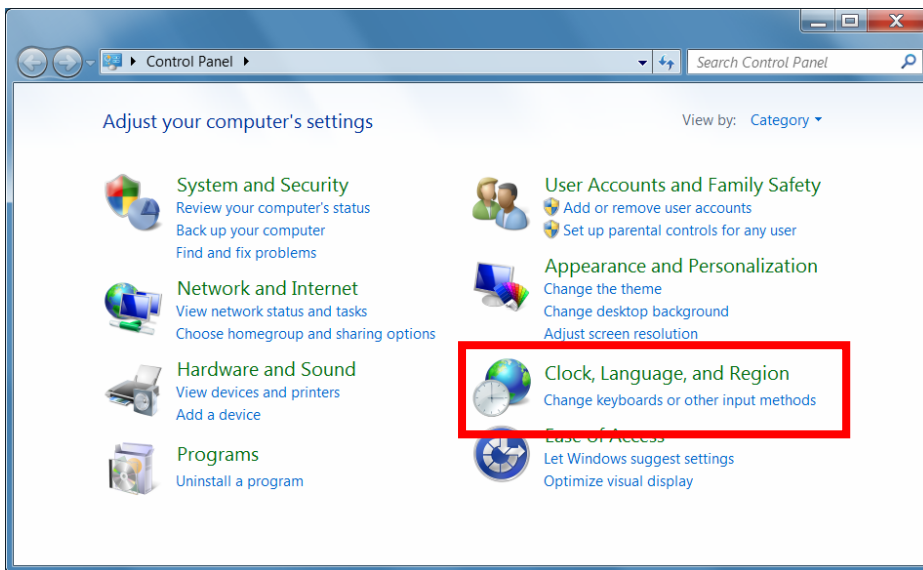 Control Panel
Search Control Panel
Adjust your computer's settings
View by: Category
System and Security
Review your computer's status
Back up your computer
Find and fix problems
Network and Internet
View network status and tasks
Choose homegroup and sharing options
Hardware and Sound
View devices and printers
Add a device
Programs
Uninstall a program
User Accounts and Family Safety
Add or remove user accounts
Set up parental controls for any user
Appearance and Personalization
Change the theme
Change desktop background
Adjust screen resolution
Clock, Language, and Region
Change keyboards or other input methods
Ease of Access
Let Windows suggest settings
Optimize visual display